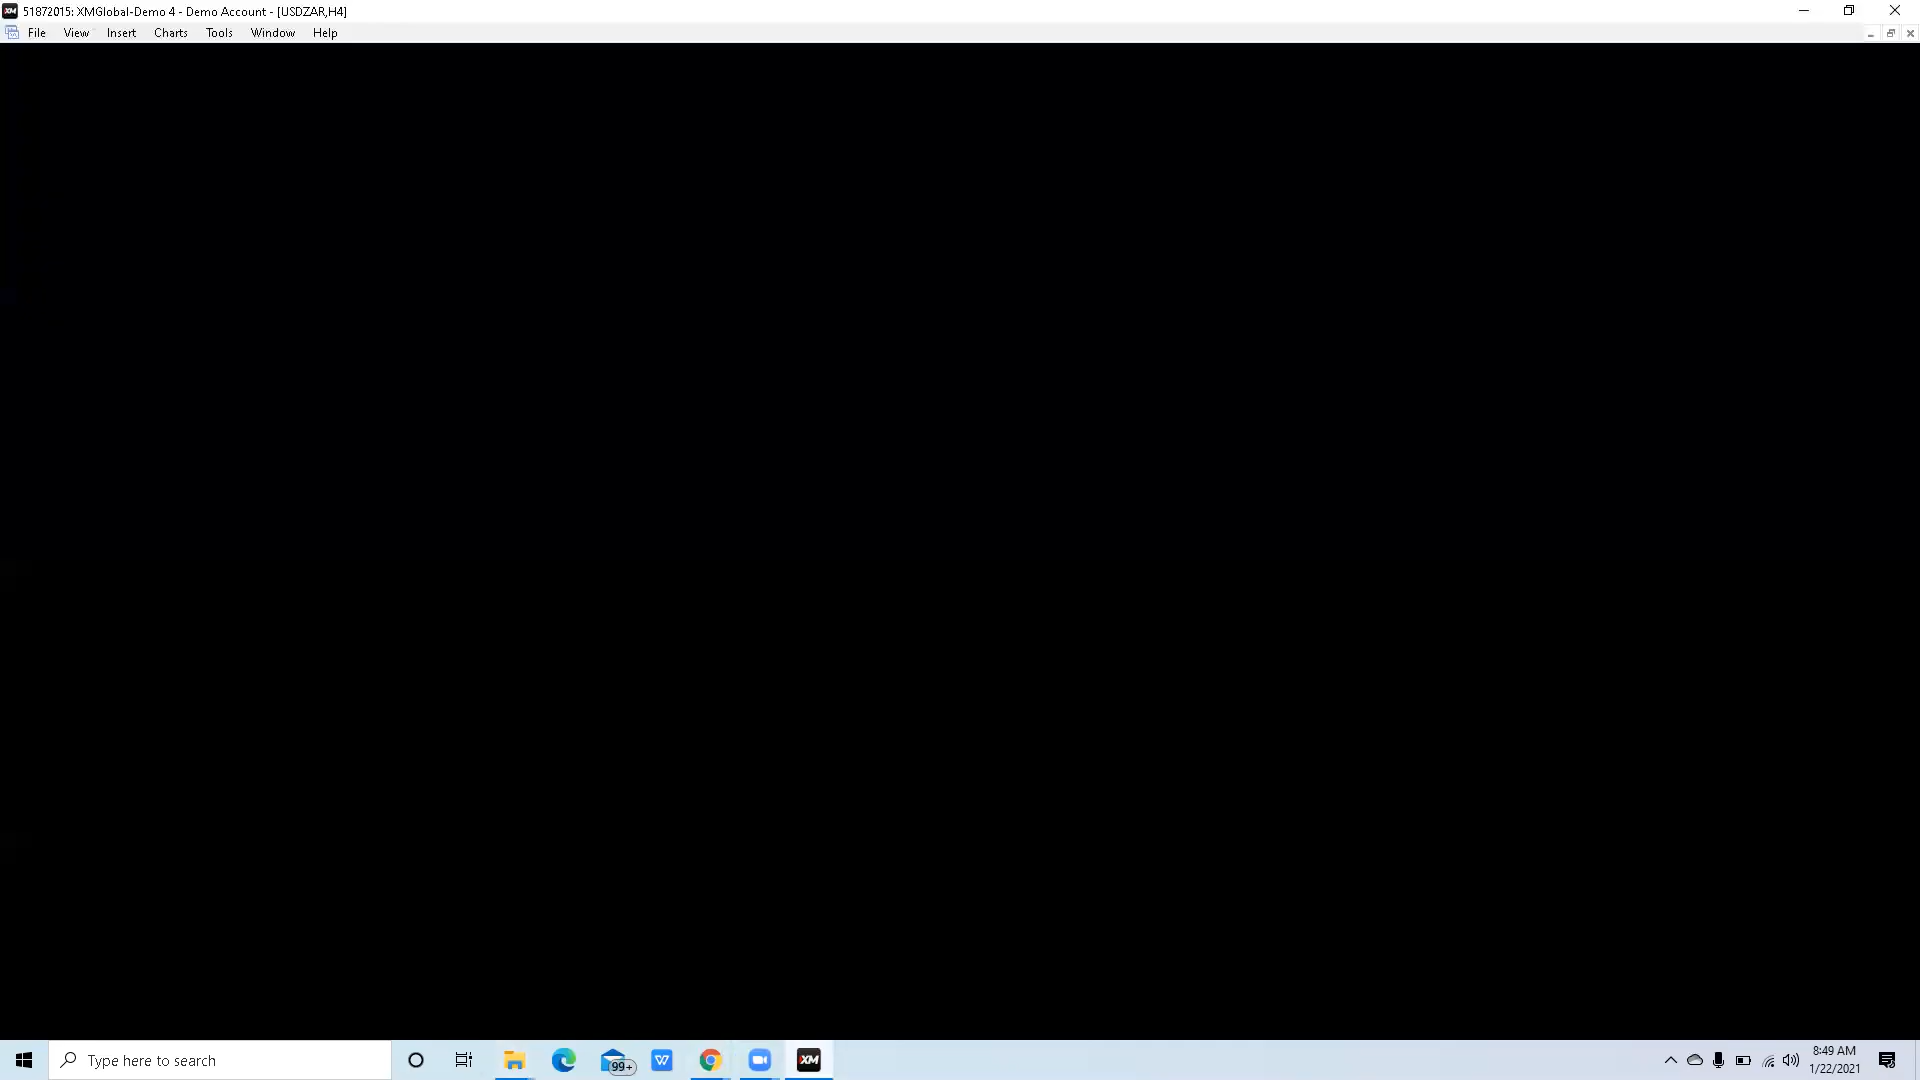 51872015: XMGlobal-Demo 4 - Demo Account - [USDZAR,H4]
File View Insert Charts Tools Window Help
Type here to search
99+
W
XM
8:49 AM
1/22/2021